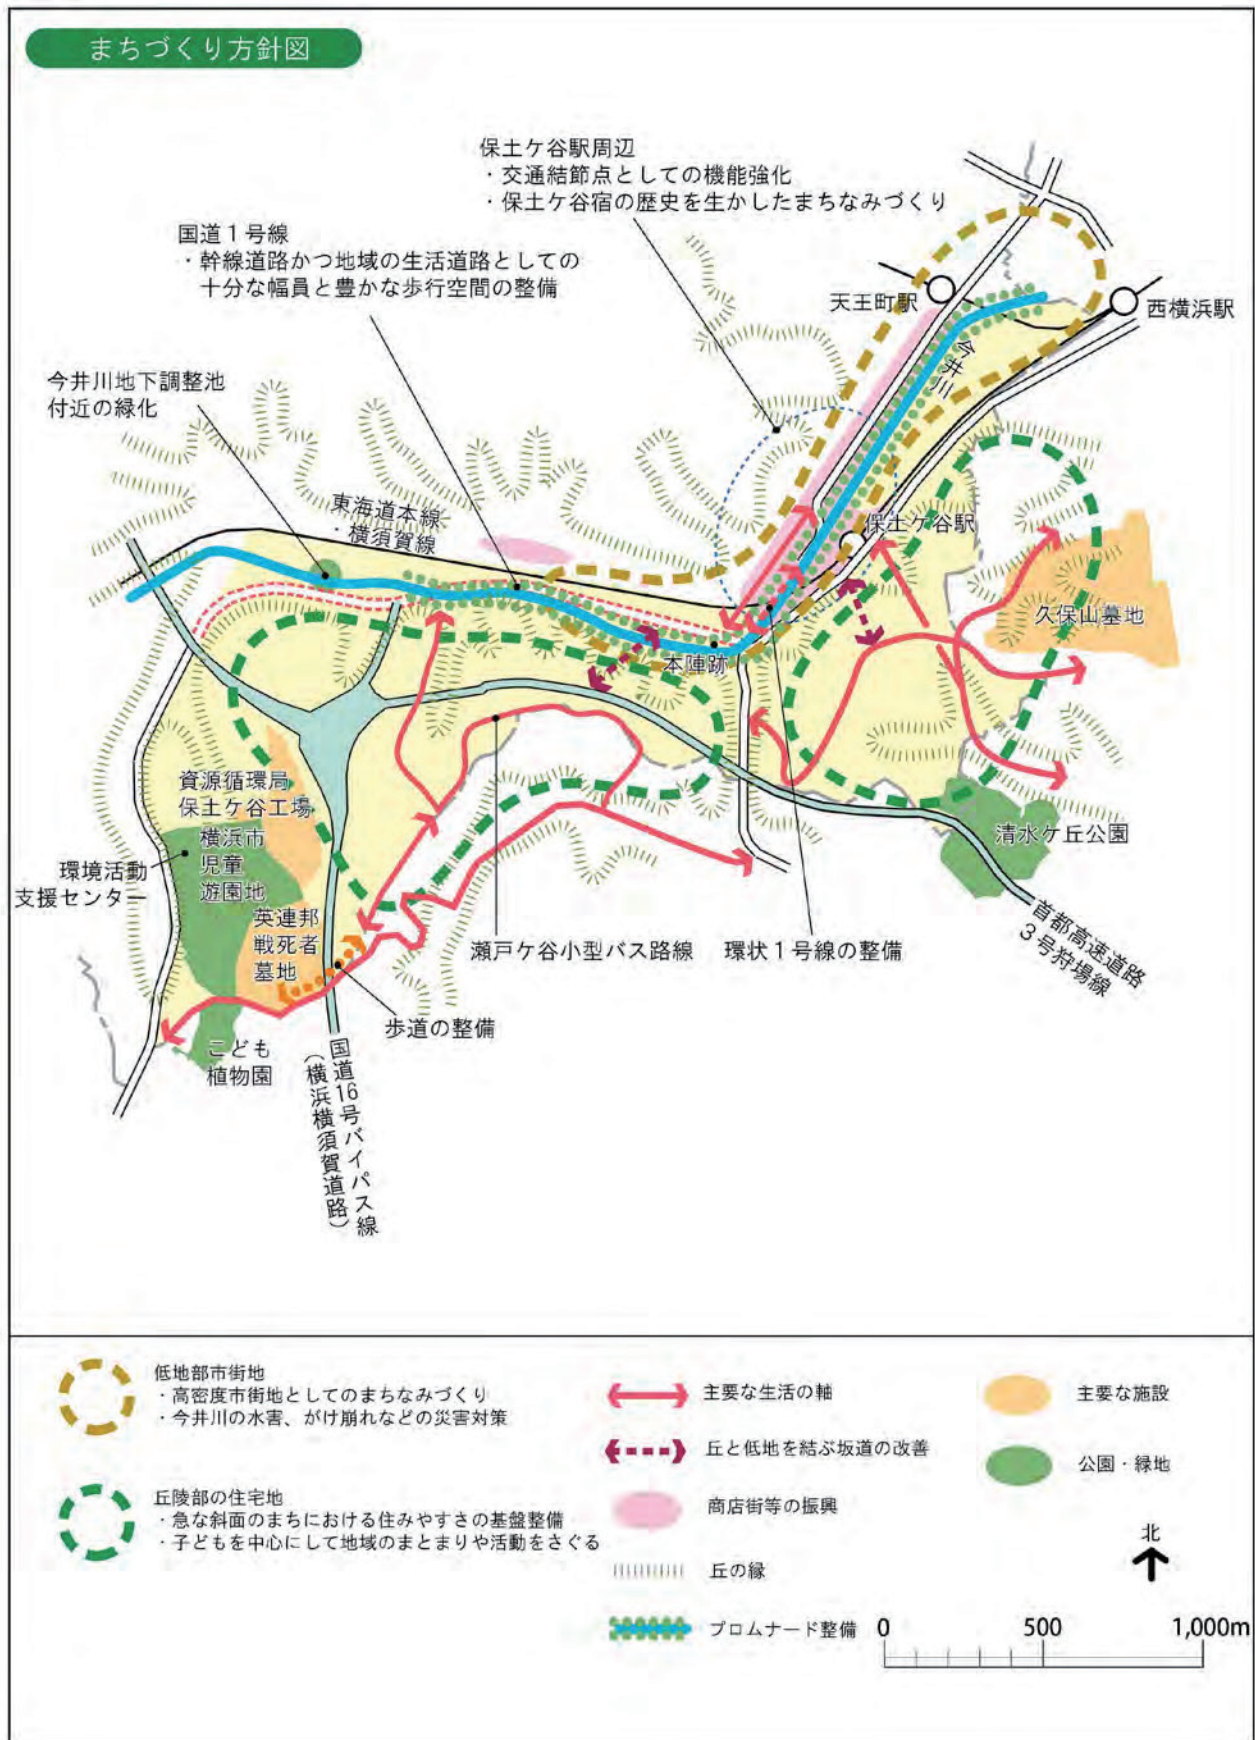 まちづくり方針図
保土ケ谷駅周辺
・交通結節点としての機能強化
・保土ケ谷宿の歴史を生かしたまちなみづくり
国道１号線
・幹線道路かつ地域の生活道路としての
十分な幅員と豊かな歩行空間の整備
天王町駅
西横浜駅
今井川
今井川地下調整池
付近の緑化
東海道本線
・横須賀線
保土ケ谷駅
久保山墓地
本陣跡
資源循環局
保土ケ谷工場
横浜市
児童
遊園地
環境活動
支援センター
清水ケ丘公園
英連邦
戦死者
墓地
瀬戸ケ谷小型バス路線
環状１号線の整備
首都高速道路
３号狩場線
歩道の整備
こども
植物園
国道16号バイパス線
（横浜横須賀道路）
低地部市街地
・高密度市街地としてのまちなみづくり
・今井川の水害、がけ崩れなどの災害対策
丘陵部の住宅地
・急な斜面のまちにおける住みやすさの基盤整備
・子どもを中心にして地域のまとまりや活動をさぐる
主要な生活の軸
丘と低地を結ぶ坂道の改善
商店街等の振興
丘の縁
プロムナード整備
主要な施設
公園・緑地
北
0 500 1,000m